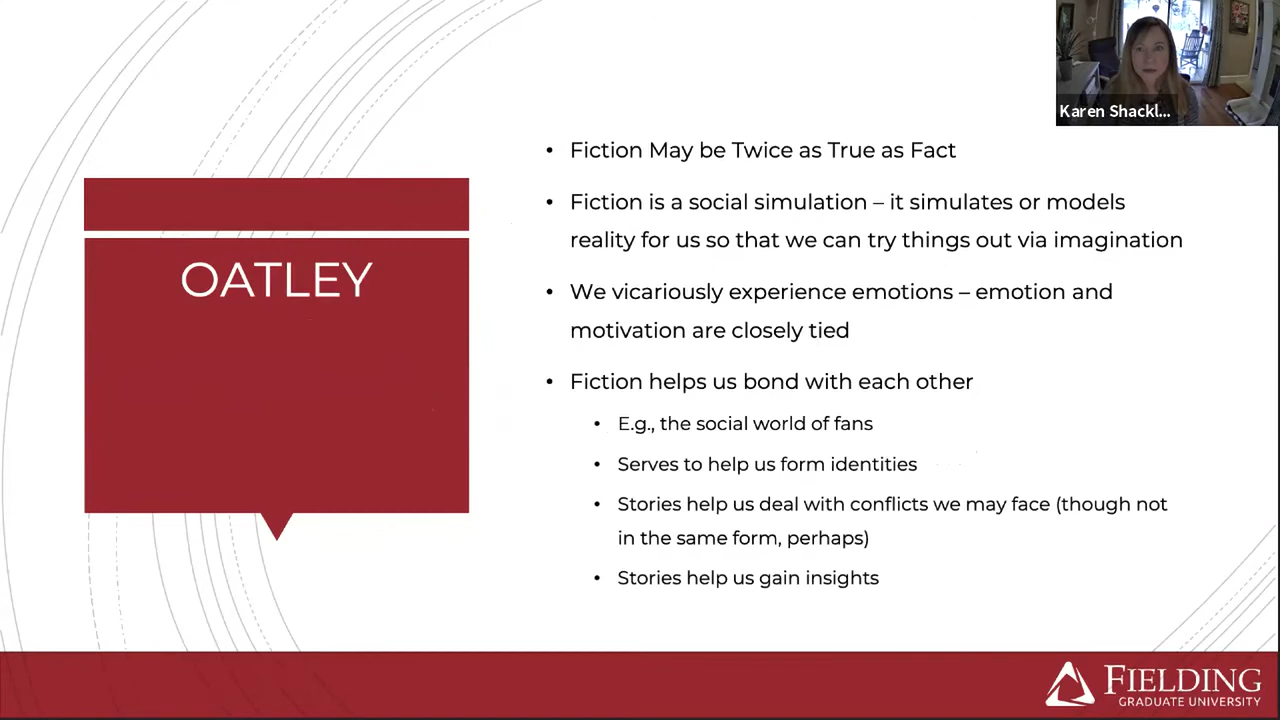 Karen Shackl...
OATLEY
• Fiction May be Twice as True as Fact
• Fiction is a social simulation – it simulates or models
reality for us so that we can try things out via imagination
• We vicariously experience emotions – emotion and
motivation are closely tied
• Fiction helps us bond with each other
• E.g., the social world of fans
• Serves to help us form identities
• Stories help us deal with conflicts we may face (though not
in the same form, perhaps)
• Stories help us gain insights
FIELDING
GRADUATE UNIVERSITY